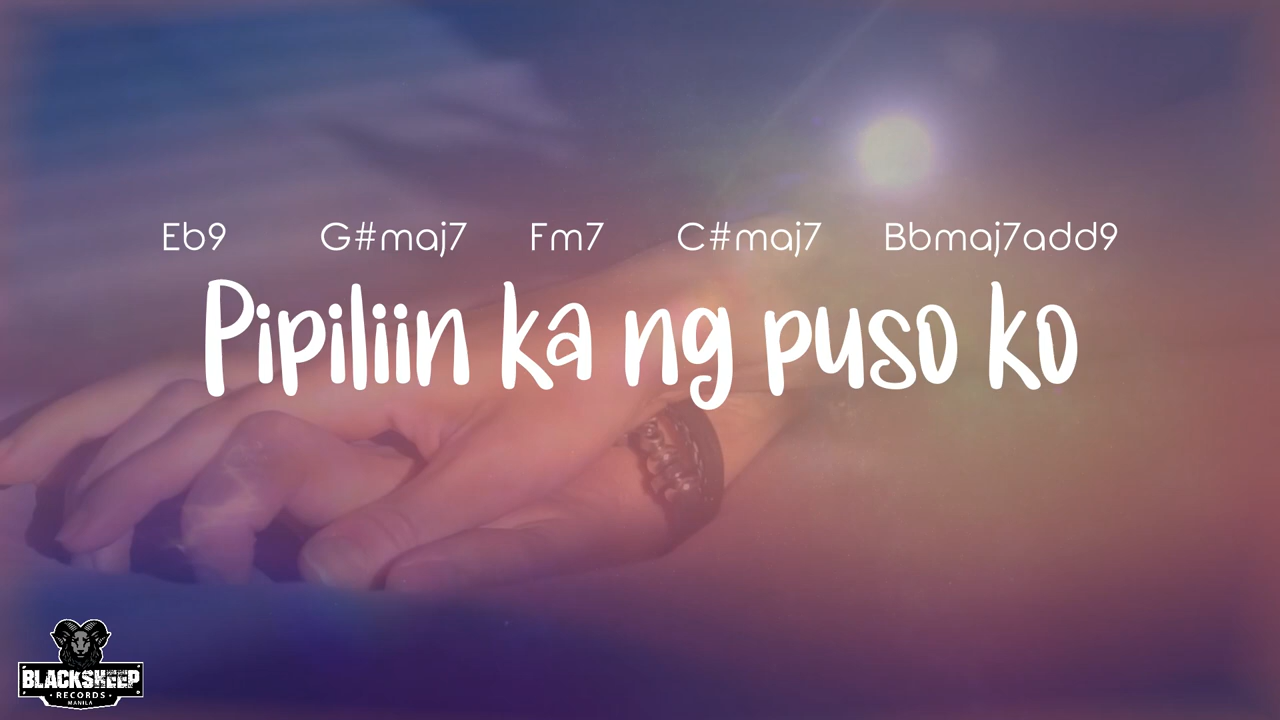 Eb9 G#maj7 Fm7 C#maj7 Bbmaj7add9
Pipiliin ka ng puso ko
BLACKSHEEP
RECORDS
MANILA